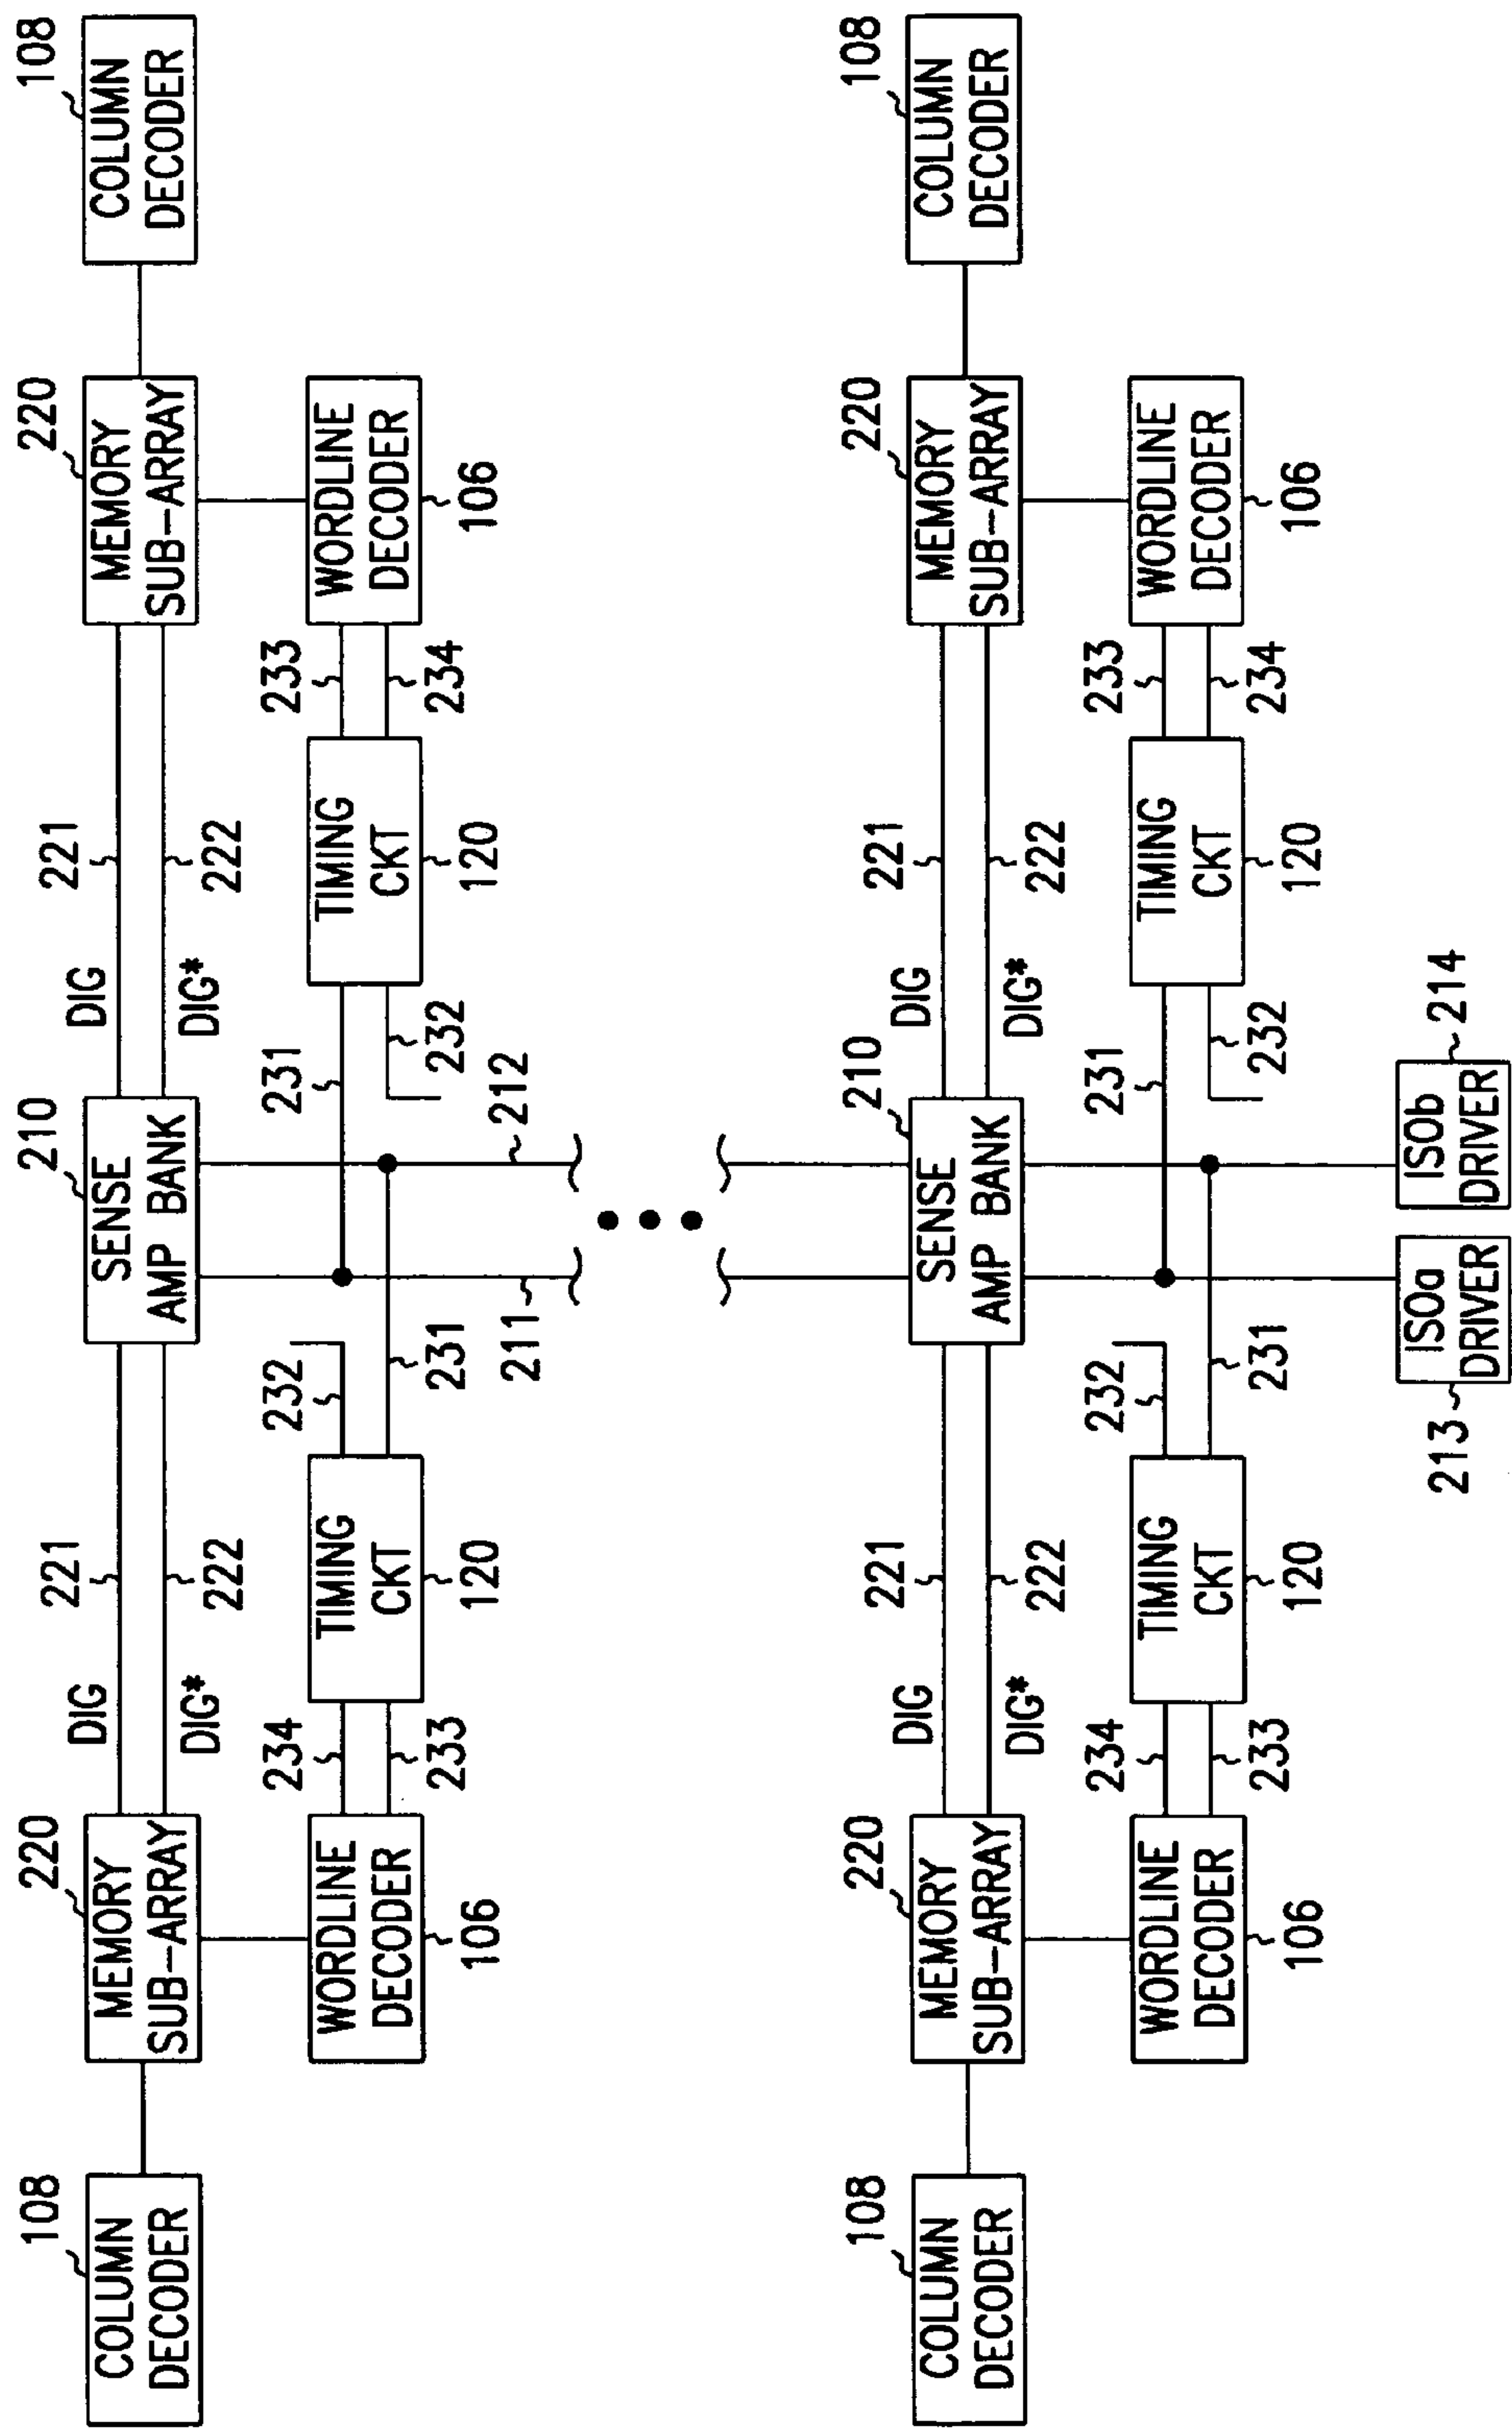 108
220
221
210
221
220
108
COLUMN
DECODER
MEMORY
SUB-ARRAY
DIG
DIG*
222
SENSE
AMP BANK
DIG
DIG*
222
MEMORY
SUB-ARRAY
COLUMN
DECODER
234
232
231
233
WORDLINE
DECODER
TIMING
CKT
TIMING
CKT
WORDLINE
DECODER
106
233
120
231
232
120
234
106
211
212
108
220
221
210
221
220
108
COLUMN
DECODER
MEMORY
SUB-ARRAY
DIG
DIG*
222
SENSE
AMP BANK
DIG
DIG*
222
MEMORY
SUB-ARRAY
COLUMN
DECODER
234
232
231
233
WORDLINE
DECODER
TIMING
CKT
TIMING
CKT
WORDLINE
DECODER
106
233
120
231
232
120
234
106
213
ISOa
DRIVER
ISOb
DRIVER
214